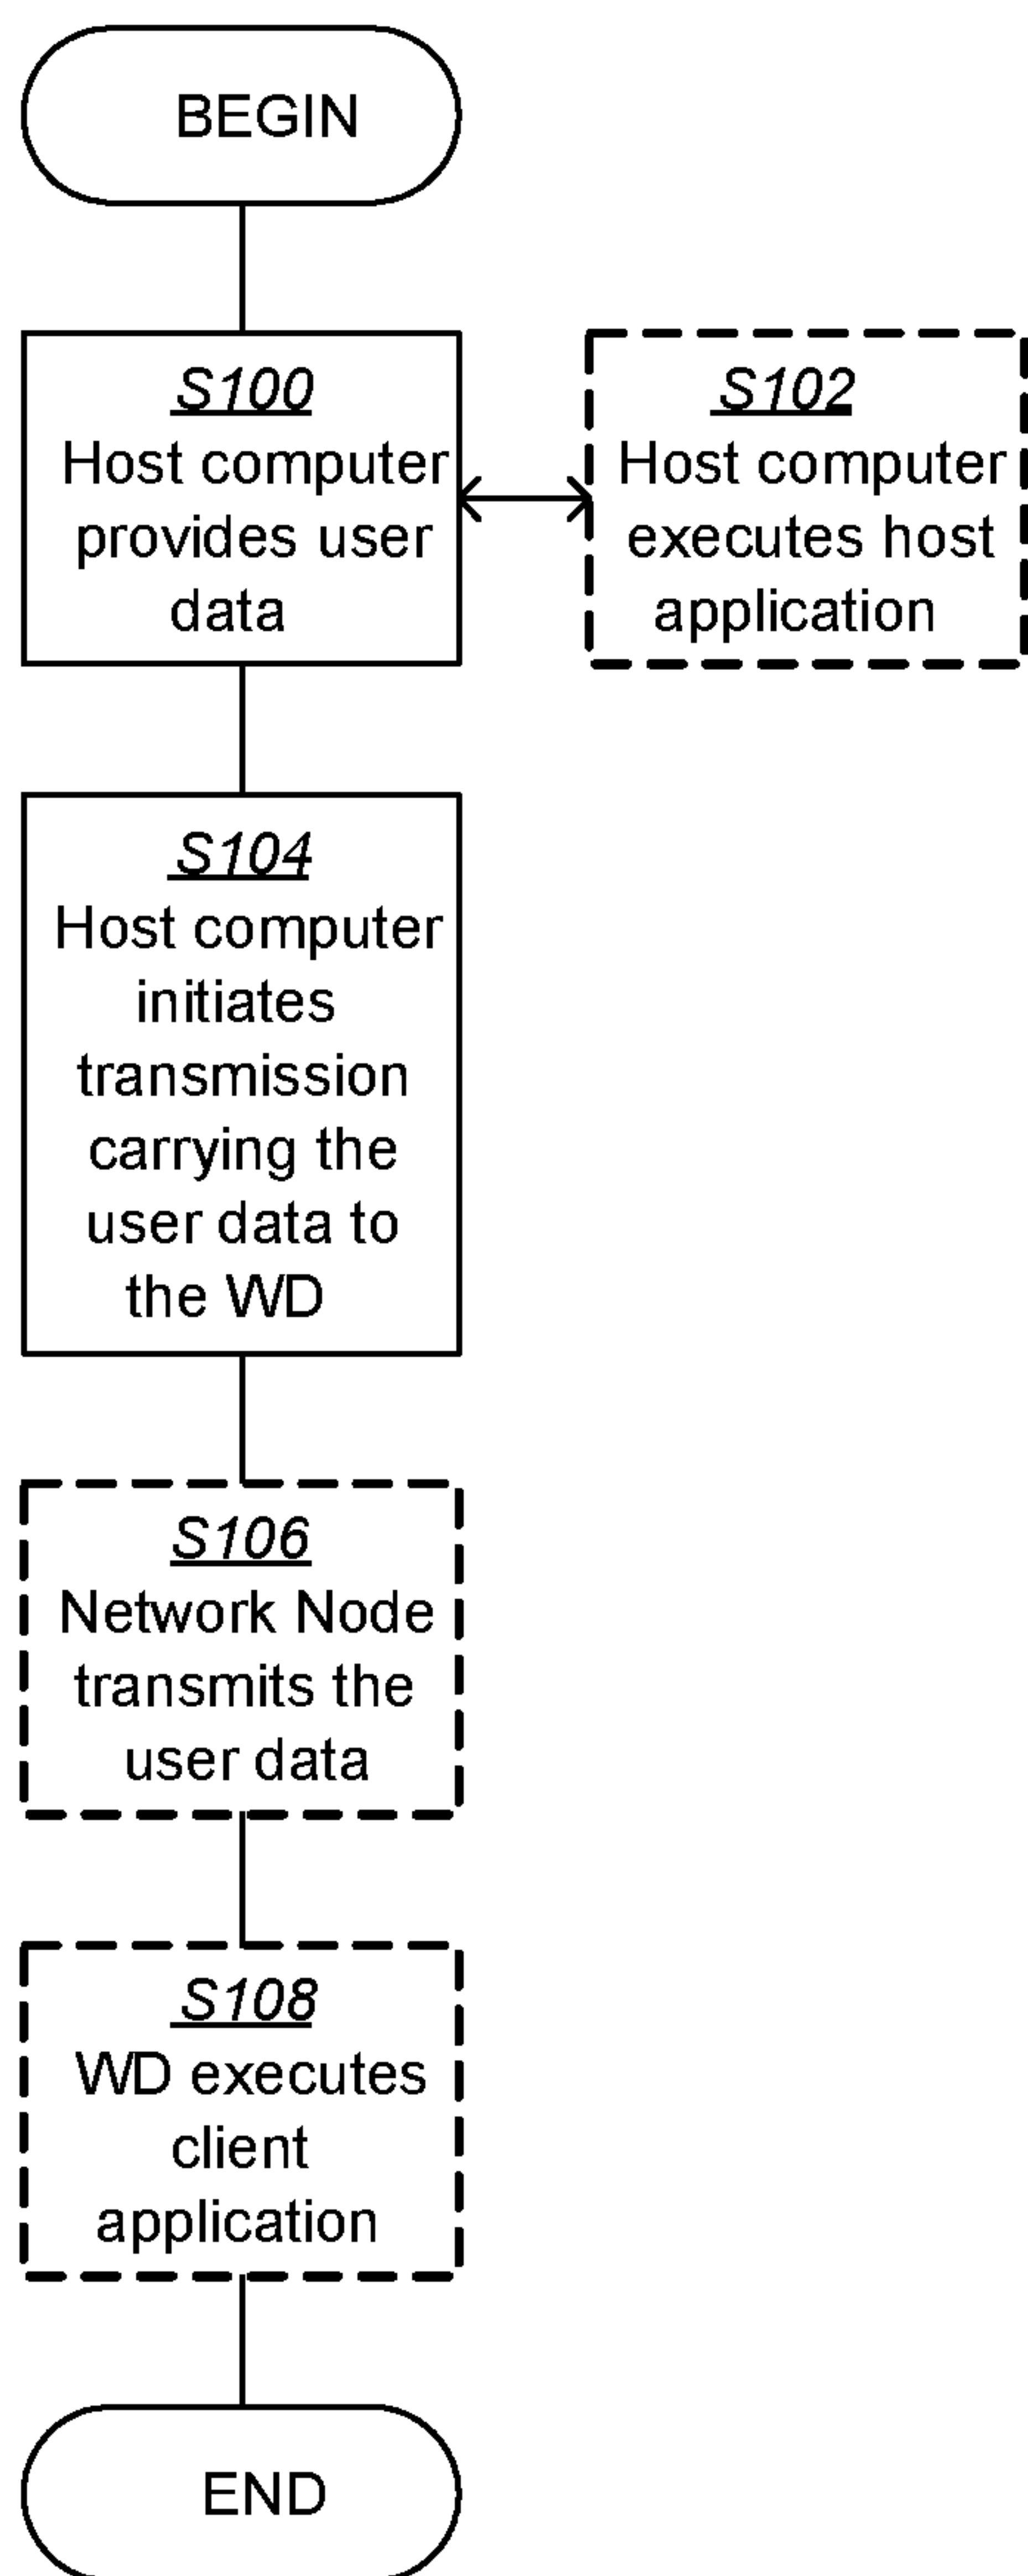 BEGIN
S100
Host computer
provides user
data
S102
Host computer
executes host
application
S104
Host computer
initiates
transmission
carrying the
user data to
the WD
S106
Network Node
transmits the
user data
S108
WD executes
client
application
END